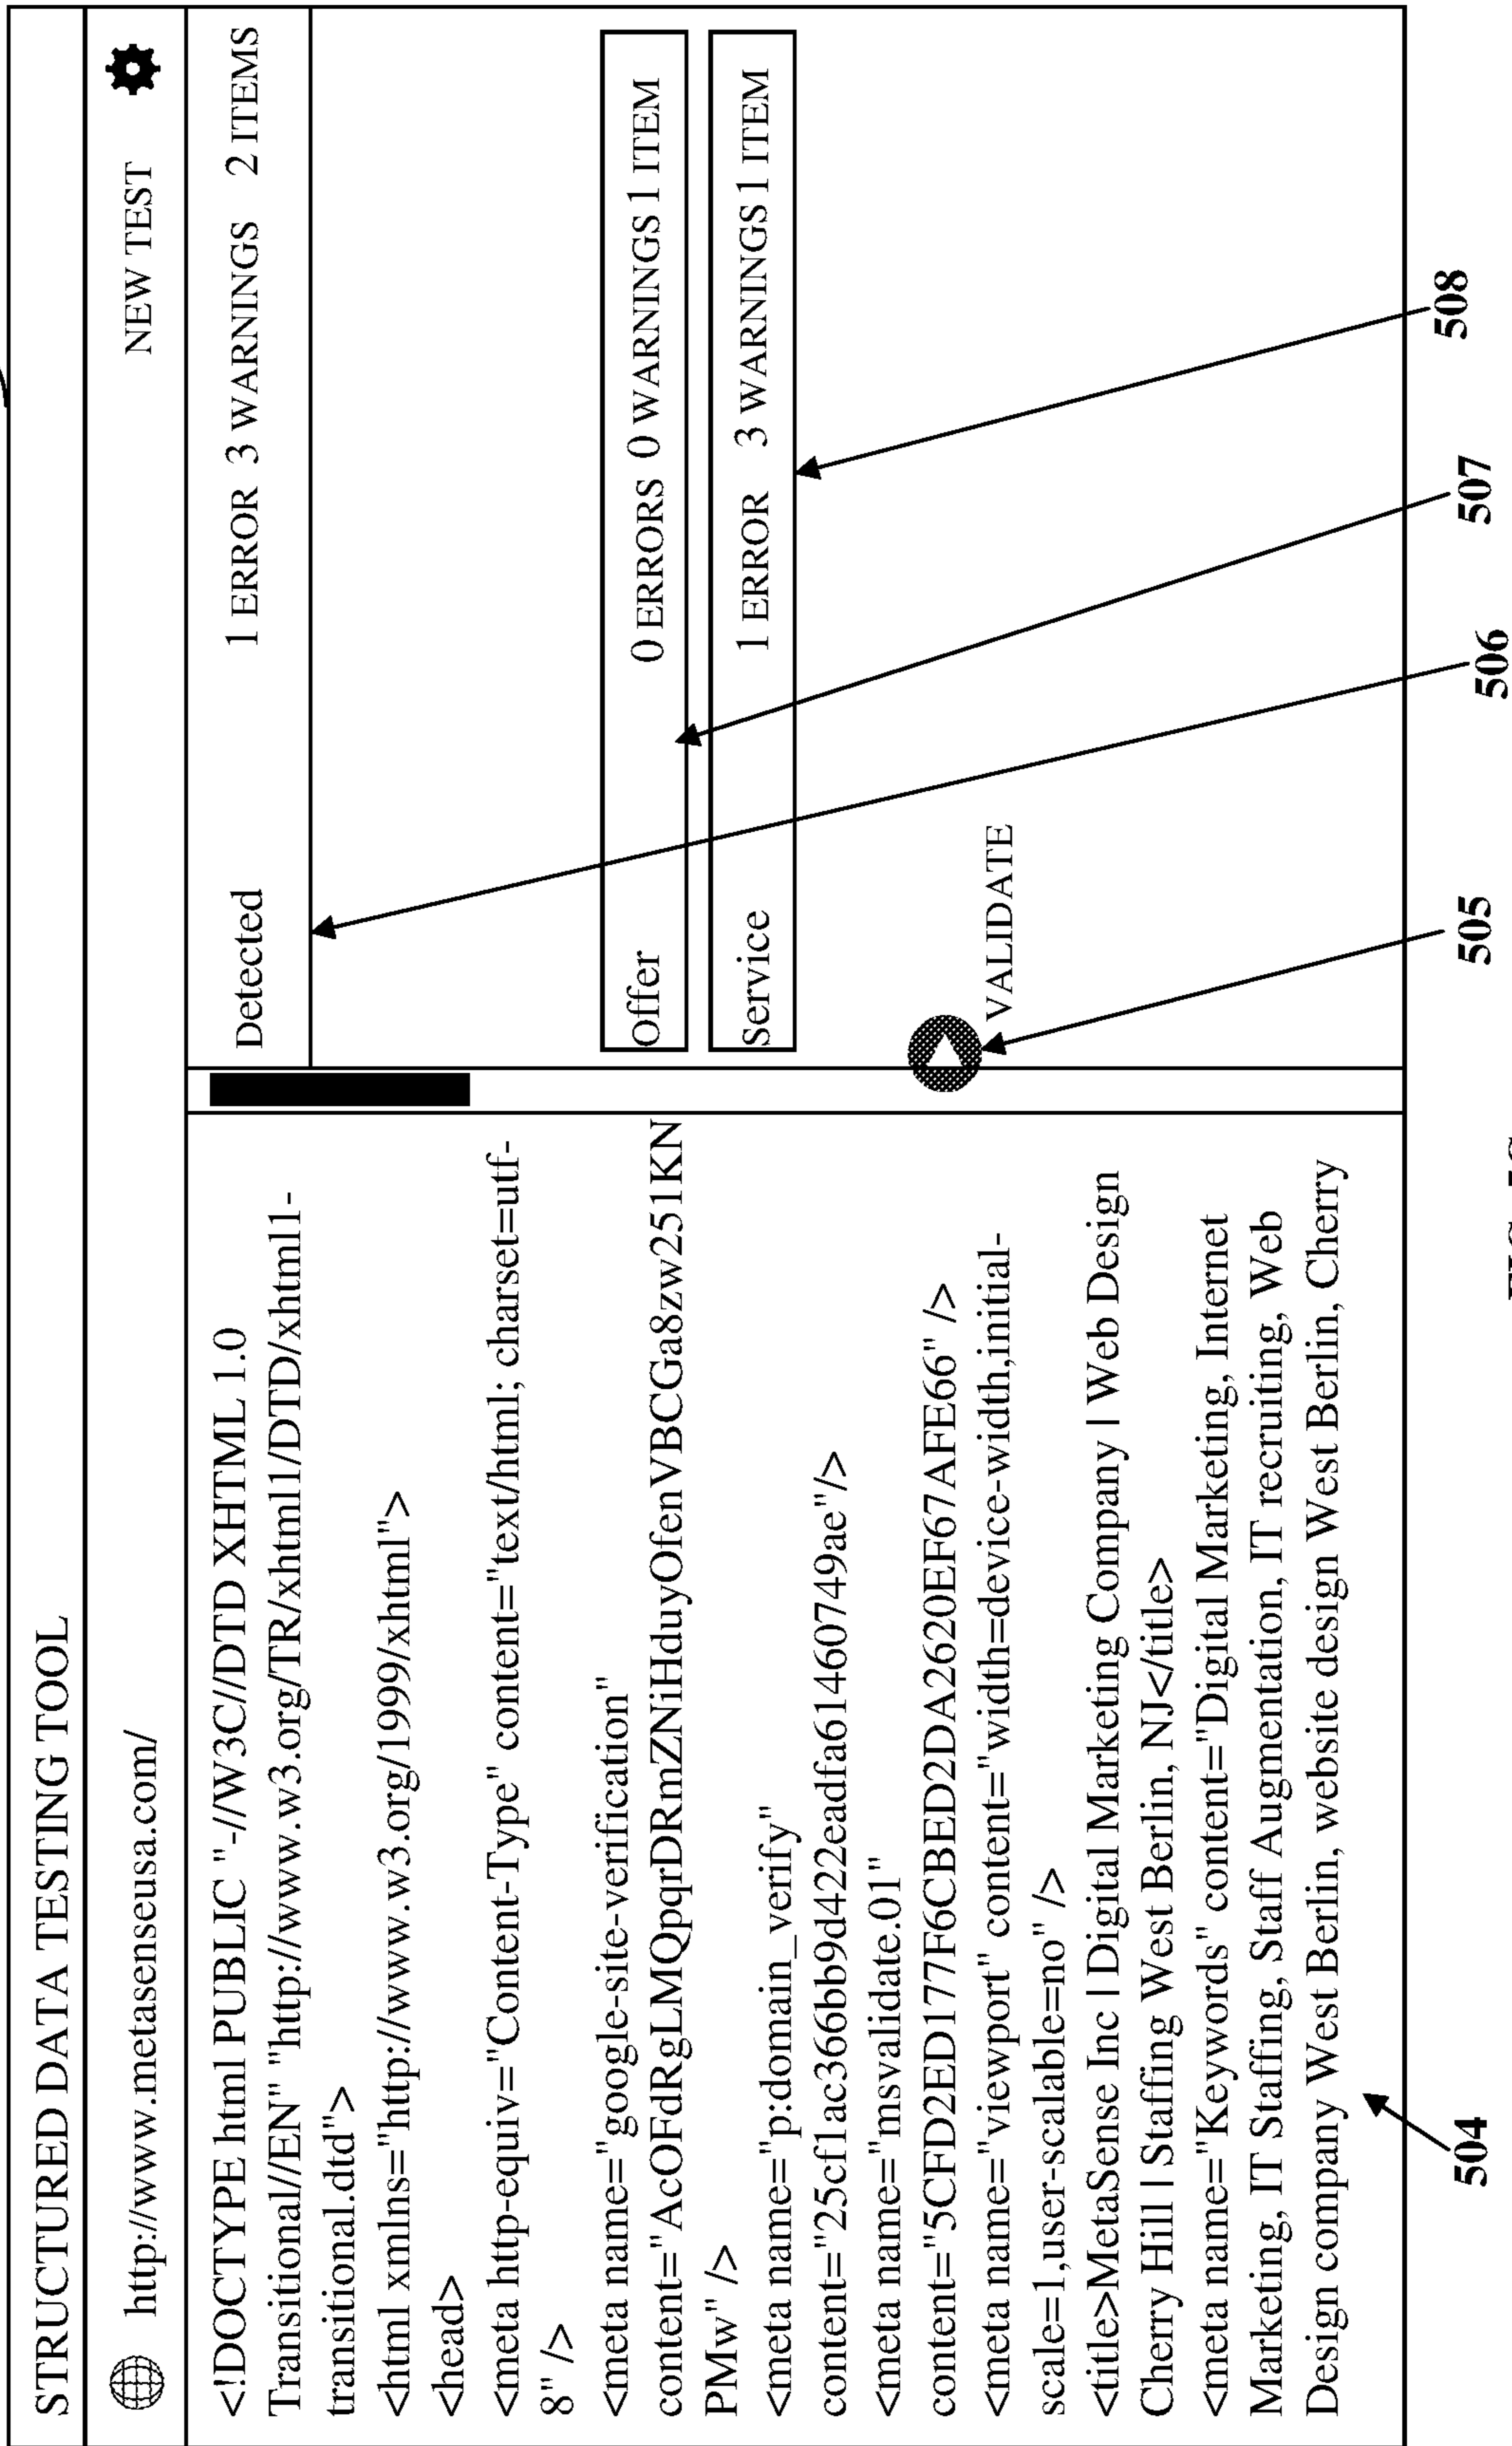 STRUCTURED DATA TESTING TOOL
http://www.metasenseusa.com/
NEW TEST
<!DOCTYPE html PUBLIC "-//W3C//DTD XHTML 1.0
Transitional//EN" "http://www.w3.org/TR/xhtml1/DTD/xhtml1-
transitional.dtd">
<html xmlns="http://www.w3.org/1999/xhtml">
<head>
<meta http-equiv="Content-Type" content="text/html; charset=utf-
8" />
<meta name="google-site-verification"
content="AcOFdRgLMQpqrDRmZNiHduyOfenVBCGa8zw251KN
PMw" />
<meta name="p:domain_verify"
content="25cf1ac366bb9d422eadfa61460749ae"/>
<meta name="msvalidate.01"
content="5CFD2ED177F6CBED2DA2620EF67AFE66" />
<meta name="viewport" content="width=device-width,initial-
scale=1,user-scalable=no" />
<title>MetaSense Inc | Digital Marketing Company | Web Design
Cherry Hill | Staffing West Berlin, NJ</title>
<meta name="Keywords" content="Digital Marketing, Internet
Marketing, IT Staffing, Staff Augmentation, IT recruiting, Web
Design company West Berlin, website design West Berlin, Cherry
Detected 1 ERROR 3 WARNINGS 2 ITEMS
Offer 0 ERRORS 0 WARNINGS 1 ITEM
Service 1 ERROR 3 WARNINGS 1 ITEM
VALIDATE
504
505
506
507
508